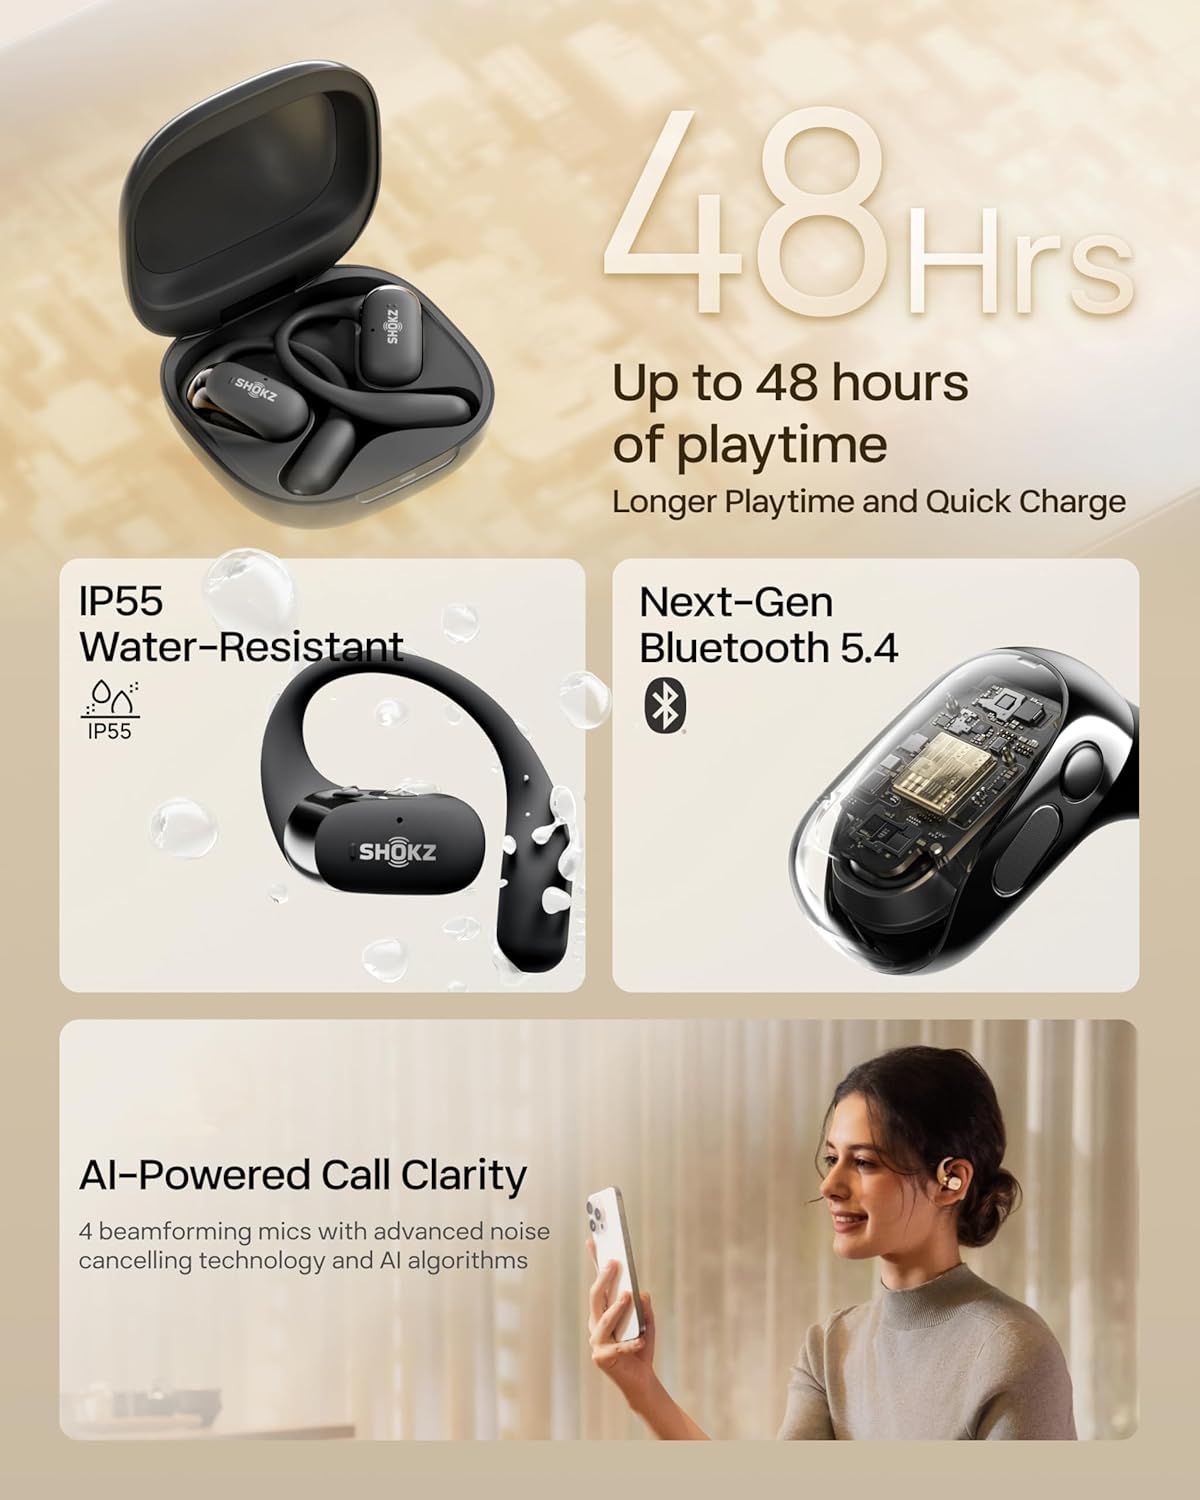 48Hrs
Up to 48 hours
of playtime
Longer Playtime and Quick Charge
SHOKZ
SHOKZ
IP55
Water-Resistant
IP55
SHOKZ
Next-Gen
Bluetooth 5.4
AI-Powered Call Clarity
4 beamforming mics with advanced noise
cancelling technology and AI algorithms